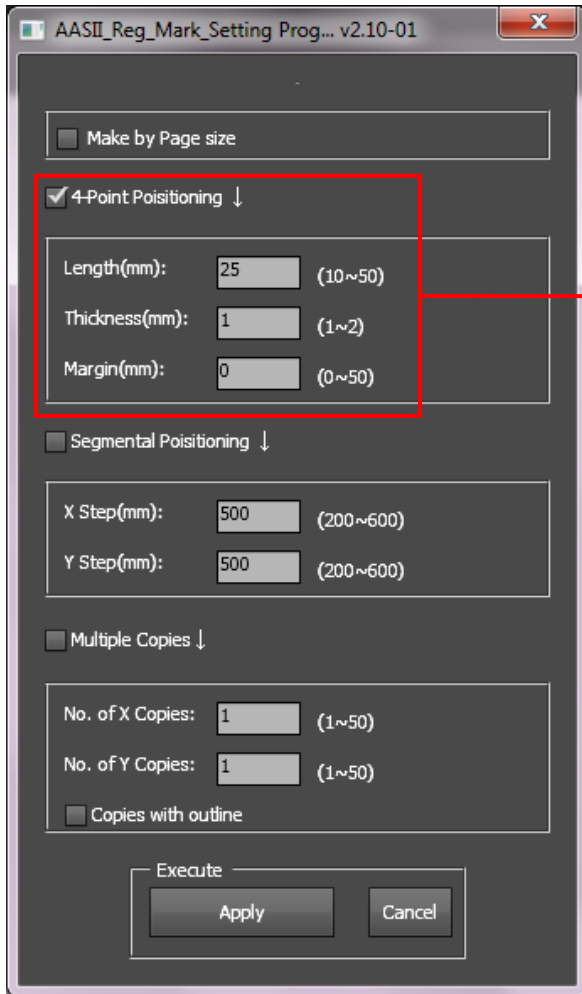 AASII_Reg_Mark_Setting Prog... v2.10-01
Make by Page size
4-Point Poisitioning ↓
Length(mm): 25 (10~50)
Thickness(mm): 1 (1~2)
Margin(mm): 0 (0~50)
Segmental Poisitioning ↓
X Step(mm): 500 (200~600)
Y Step(mm): 500 (200~600)
Multiple Copies ↓
No. of X Copies: 1 (1~50)
No. of Y Copies: 1 (1~50)
Copies with outline
Execute
Apply Cancel